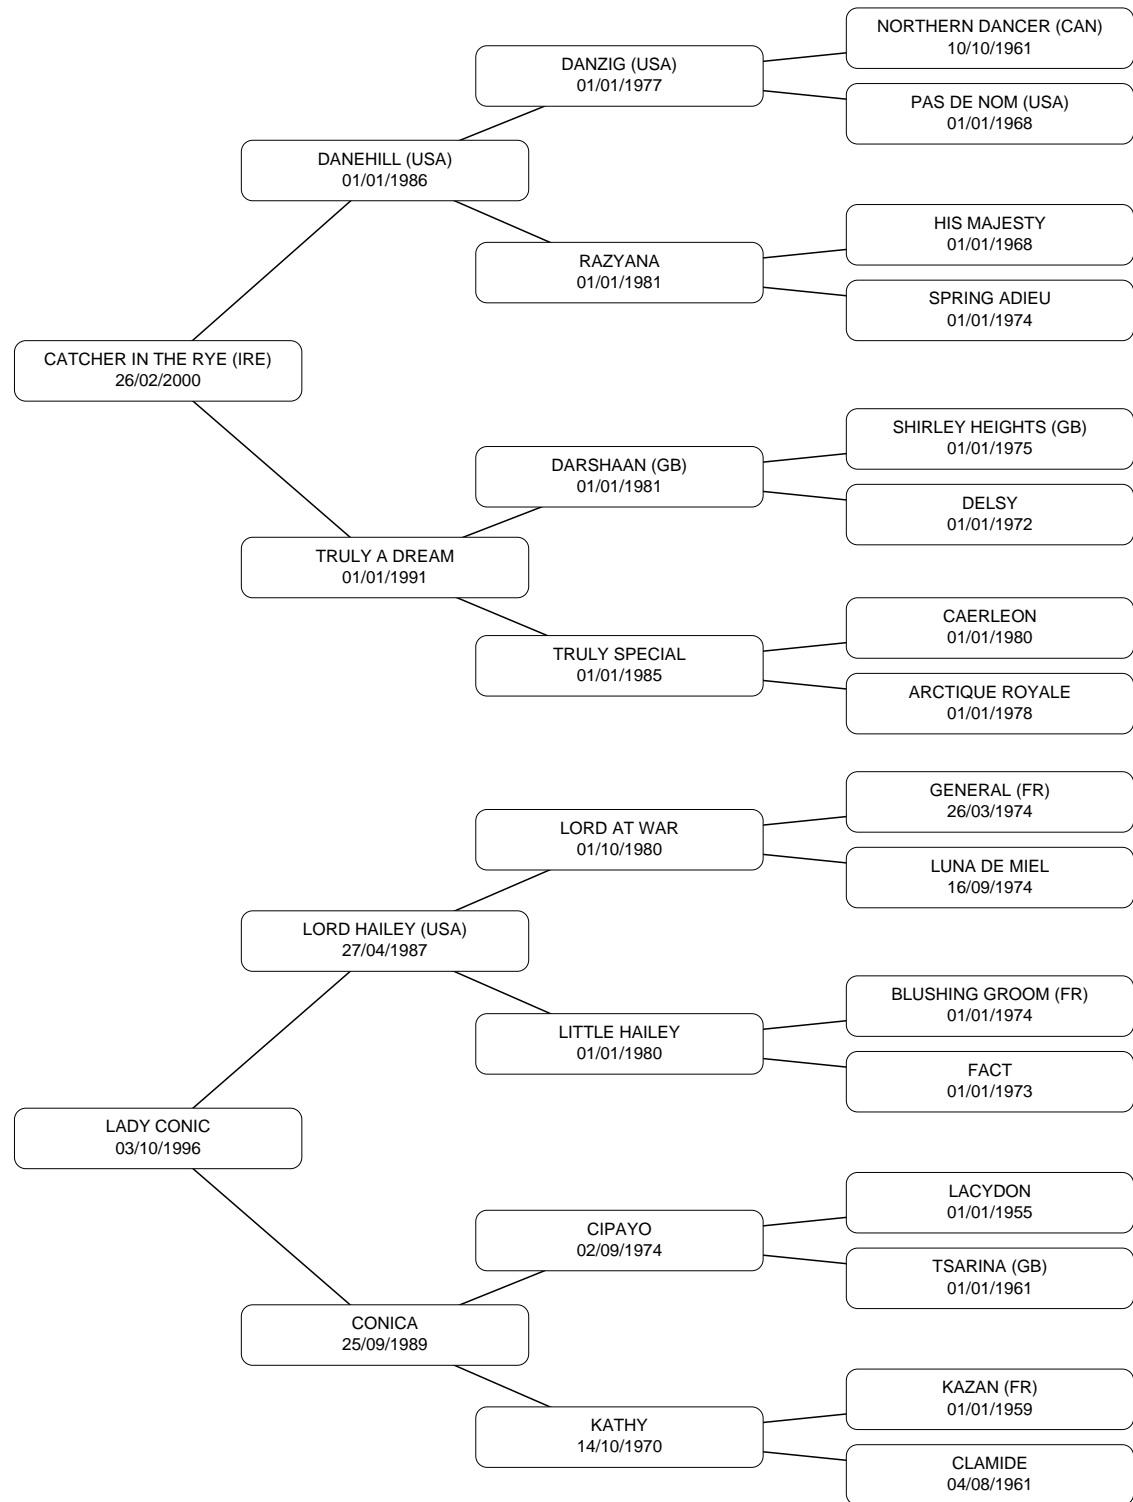 NORTHERN DANCER (CAN)
10/10/1961
DANZIG (USA)
01/01/1977
PAS DE NOM (USA)
01/01/1968
DANEHILL (USA)
01/01/1986
HIS MAJESTY
01/01/1968
RAZYANA
01/01/1981
SPRING ADIEU
01/01/1974
CATCHER IN THE RYE (IRE)
26/02/2000
SHIRLEY HEIGHTS (GB)
01/01/1975
DARSHAAN (GB)
01/01/1981
DELSY
01/01/1972
TRULY A DREAM
01/01/1991
CAERLEON
01/01/1980
TRULY SPECIAL
01/01/1985
ARCTIQUE ROYALE
01/01/1978
GENERAL (FR)
26/03/1974
LORD AT WAR
01/10/1980
LUNA DE MIEL
16/09/1974
LORD HAILEY (USA)
27/04/1987
BLUSHING GROOM (FR)
01/01/1974
LITTLE HAILEY
01/01/1980
FACT
01/01/1973
LADY CONIC
03/10/1996
LACYDON
01/01/1955
CIPAYO
02/09/1974
TSARINA (GB)
01/01/1961
CONICA
25/09/1989
KAZAN (FR)
01/01/1959
KATHY
14/10/1970
CLAMIDE
04/08/1961